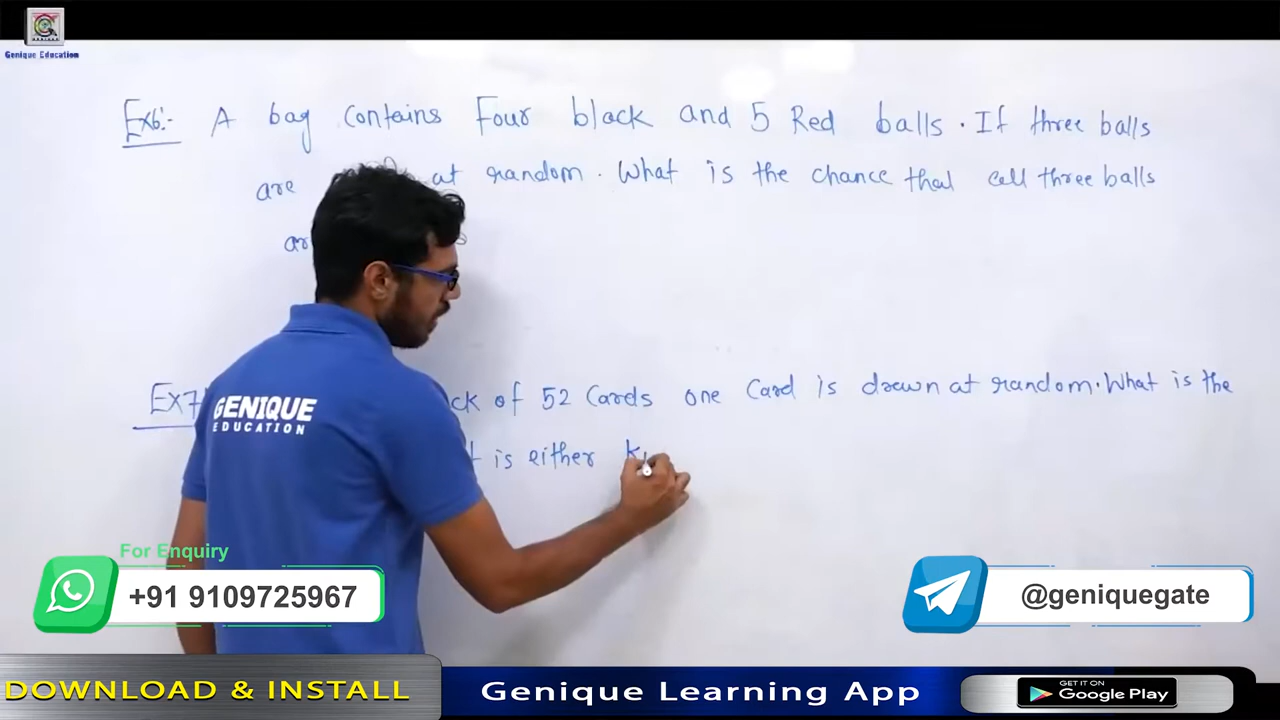 Genique Education
Ex6:- A bag contains Four black and 5 Red balls. If three balls
are at random. What is the chance that all three balls
Ex7 of 52 Cards one Card is drawn at random. What is the
is either
GENIQUE
EDUCATION
For Enquiry
+91 9109725967
@geniquegate
DOWNLOAD & INSTALL
Genique Learning App
GET IT ON
Google Play